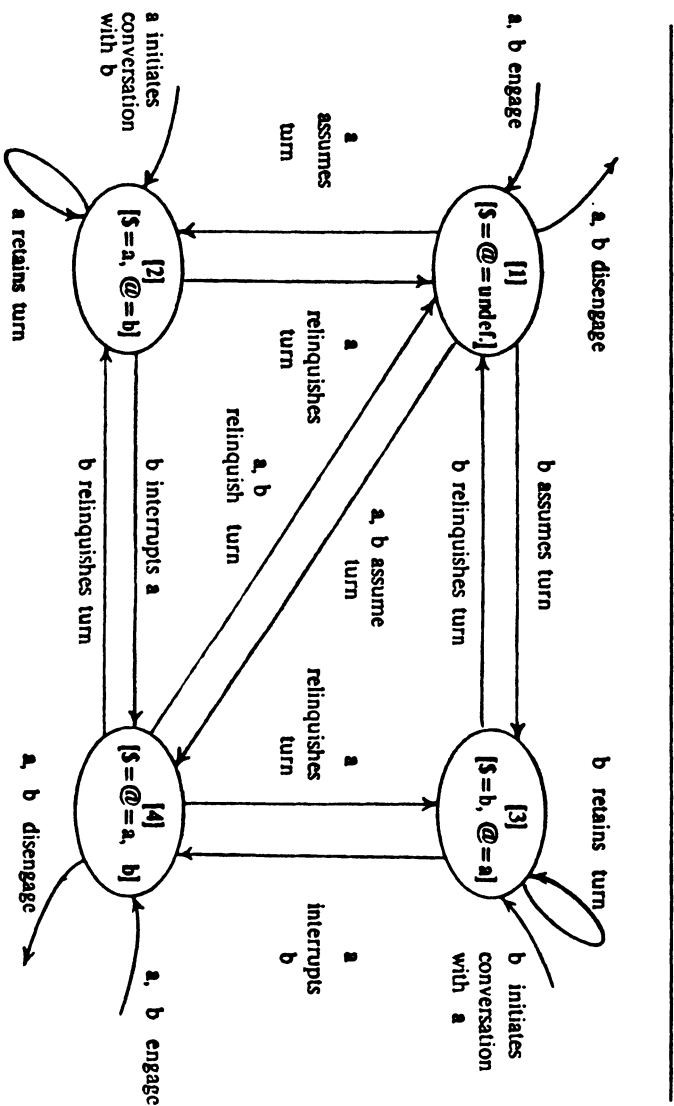 a, b disengage
b retains turn
a, b engage
b assumes turn
[1]
[$=@=undef.]
b relinquishes turn
[3]
[$=b, @=a]
b initiates
conversation
with a
a
assumes
turn
a
relinquishes
turn
a, b assume
turn
a, b
relinquish turn
a
relinquishes
turn
a
interrupts
b
a initiates
conversation
with b
[2]
[$=a, @=b]
b interrupts a
b relinquishes turn
[4]
[$=@=a, b]
a, b engage
a retains turn
a, b disengage